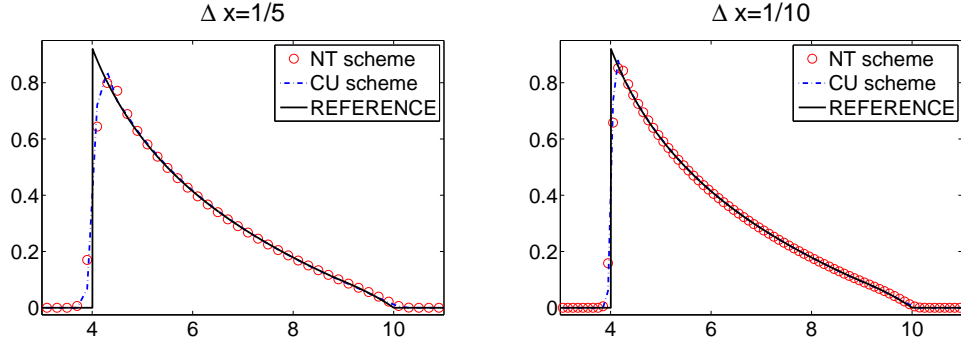 Δ x=1/5
NT scheme
CU scheme
REFERENCE
0.8
0.6
0.4
0.2
0
4
6
8
10
Δ x=1/10
NT scheme
CU scheme
REFERENCE
0.8
0.6
0.4
0.2
0
4
6
8
10